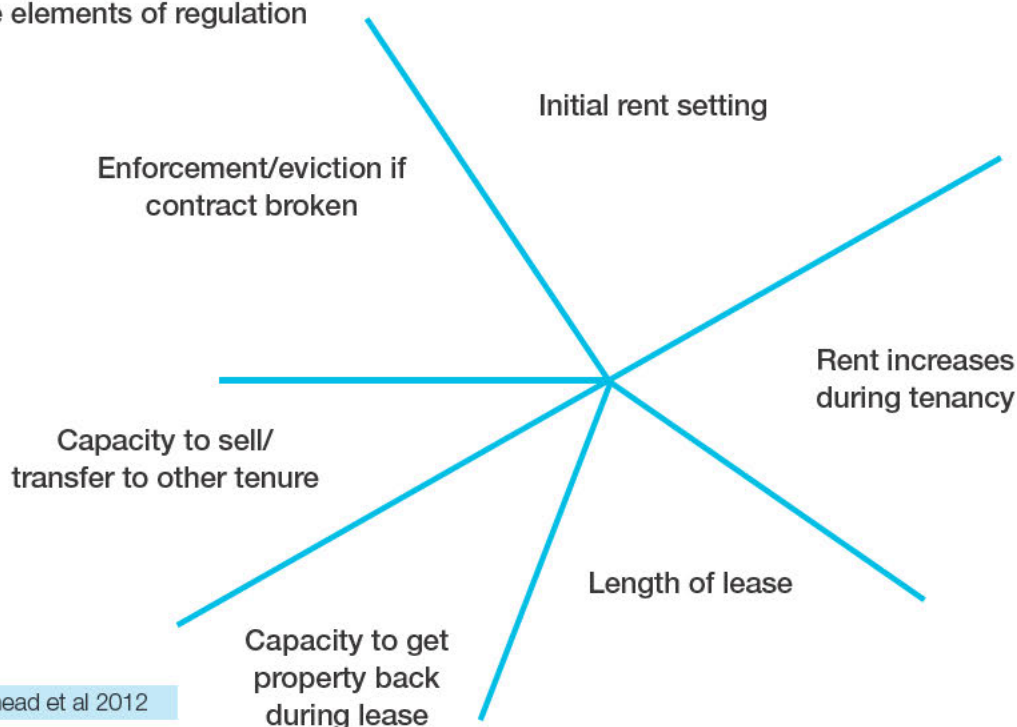 elements of regulation
Initial rent setting
Enforcement/eviction if
contract broken
Rent increases
during tenancy
Capacity to sell/
transfer to other tenure
Length of lease
Capacity to get
property back
during lease
et al 2012